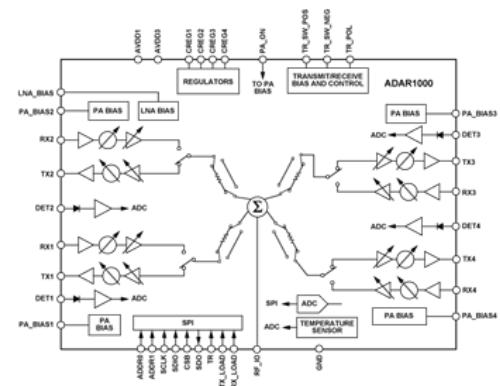 AVDD1
AVDD3
CREG1
CREG2
CREG3
CREG4
PA_ON
TR_SW_POS
TR_SW_NEG
TR_POL
REGULATORS
TO PA
BIAS
TRANSMIT/RECEIVE
BIAS AND CONTROL
ADAR1000
LNA_BIAS
PA_BIAS2
PA BIAS
LNA BIAS
PA BIAS
PA_BIAS3
ADC
DET3
RX2
TX3
TX2
RX3
DET2
ADC
ADC
DET4
RX1
TX4
TX1
RX4
DET1
ADC
Σ
SPI
ADC
PA_BIAS1
PA
BIAS
SPI
ADC
TEMPERATURE
SENSOR
PA BIAS
PA_BIAS4
ADDR0
ADDR1
SCLK
SDIO
CSB
SDO
TR
TX_LOAD
RX_LOAD
RF_IO
GND